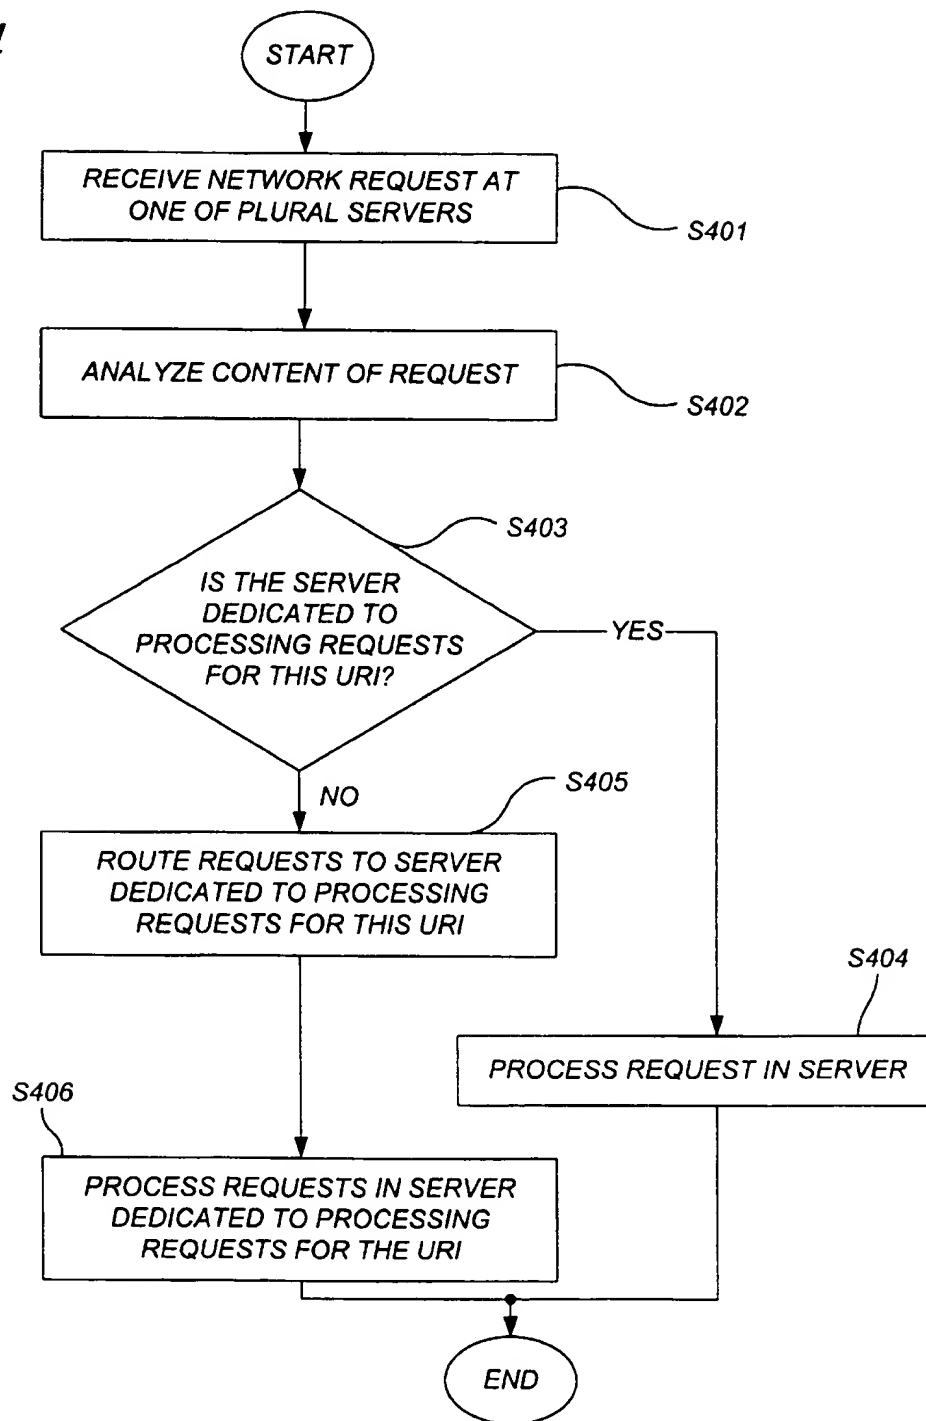 START
RECEIVE NETWORK REQUEST AT
ONE OF PLURAL SERVERS
S401
ANALYZE CONTENT OF REQUEST
S402
S403
IS THE SERVER
DEDICATED TO
PROCESSING REQUESTS
FOR THIS URI?
YES
NO
S405
ROUTE REQUESTS TO SERVER
DEDICATED TO PROCESSING
REQUESTS FOR THIS URI
S404
PROCESS REQUEST IN SERVER
S406
PROCESS REQUESTS IN SERVER
DEDICATED TO PROCESSING
REQUESTS FOR THE URI
END